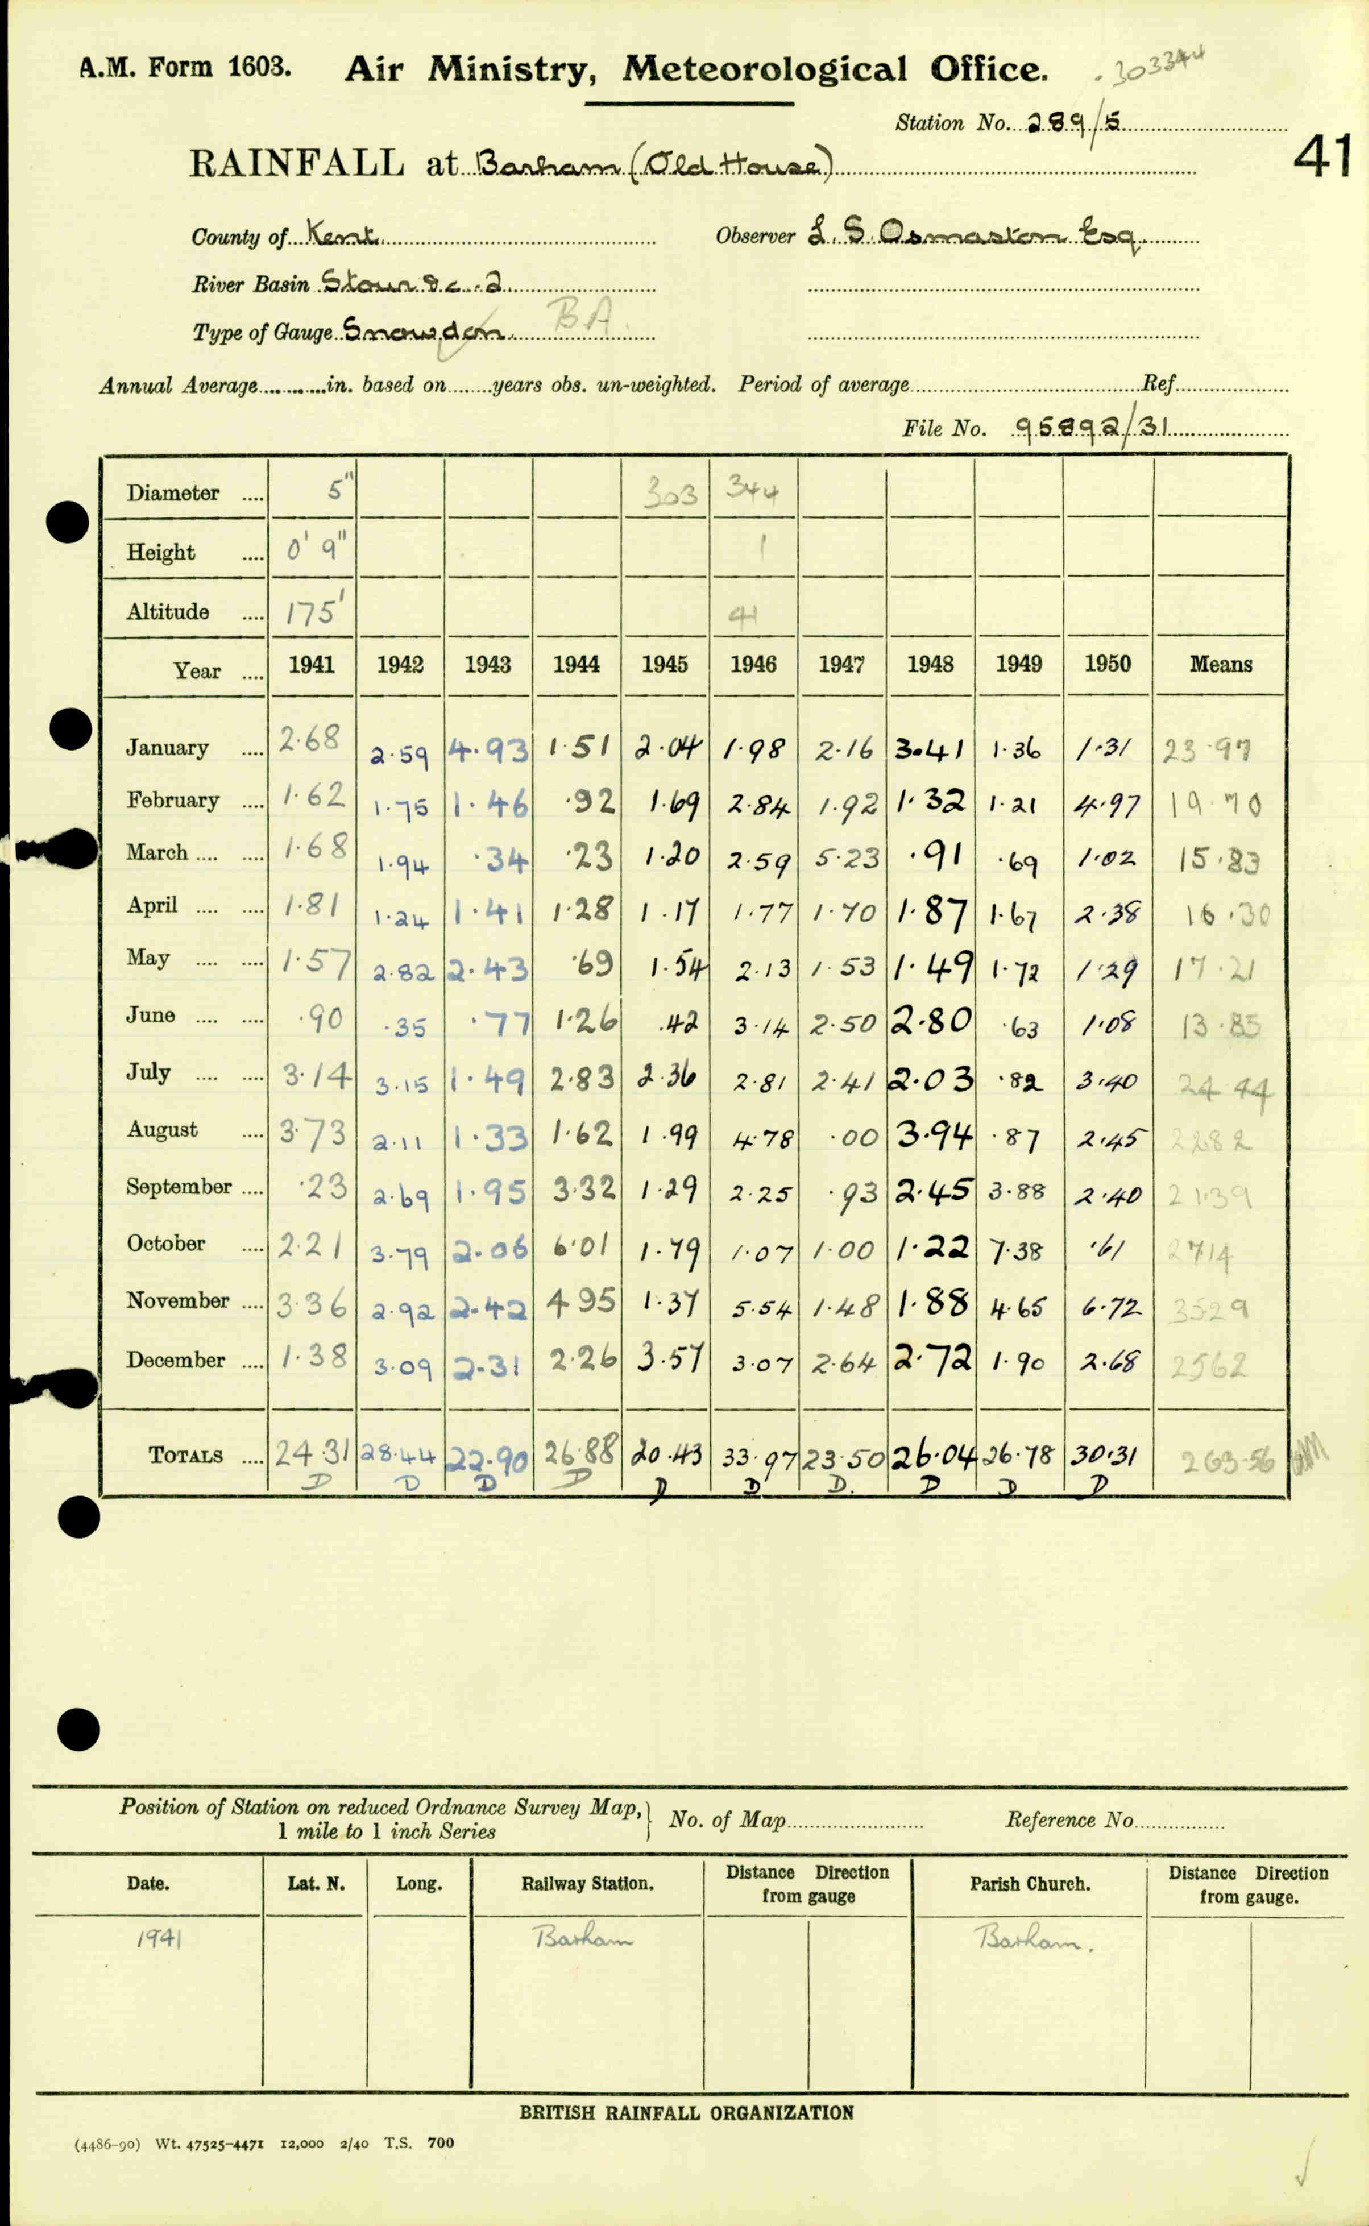 A.M. Form 1603. Air Ministry, Meteorological Office. 303344
Station No. 289/5
41
RAINFALL at Barham (Old House)
County of Kent Observer L. S. Osmaston Esq.
River Basin Stour &c. 2
Type of Gauge Snowdon BA.
Annual Average in. based on years obs. un-weighted. Period of average Ref.
File No. 95892/31
Diameter 5" 303 344
Height 0' 9" 1
Altitude 175' 41
Year 1941 1942 1943 1944 1945 1946 1947 1948 1949 1950 Means
January 2.68 2.59 4.93 1.51 2.04 1.98 2.16 3.41 1.36 1.31 23.97
February 1.62 1.75 1.46 .92 1.69 2.84 1.92 1.32 1.21 4.97 19.70
March 1.68 1.94 .34 .23 1.20 2.59 5.23 .91 .69 1.02 15.83
April 1.81 1.24 1.41 1.28 1.17 1.77 1.70 1.87 1.67 2.38 16.30
May 1.57 2.82 2.43 .69 1.54 2.13 1.53 1.49 1.72 1.29 17.21
June .90 .35 .77 1.26 .42 3.14 2.50 2.80 .63 1.08 13.85
July 3.14 3.15 1.49 2.83 2.36 2.81 2.41 2.03 .82 3.40 24.44
August 3.73 2.11 1.33 1.62 1.99 4.78 .00 3.94 .87 2.45 2282
September .23 2.69 1.95 3.32 1.29 2.25 .93 2.45 3.88 2.40 21.39
October 2.21 3.79 2.06 6.01 1.79 1.07 1.00 1.22 7.38 .61 2714
November 3.36 2.92 2.42 4.95 1.37 5.54 1.48 1.88 4.65 6.72 3529
December 1.38 3.09 2.31 2.26 3.57 3.07 2.64 2.72 1.90 2.68 2562
TOTALS 24.31 28.44 22.90 26.88 20.43 33.97 23.50 26.04 26.78 30.31 263.56
D D D D D D D. D D D
Position of Station on reduced Ordnance Survey Map, } No. of Map Reference No.
1 mile to 1 inch Series
Date. Lat. N. Long. Railway Station. Distance Direction from gauge Parish Church. Distance Direction from gauge.
1941 Barham Barham.
BRITISH RAINFALL ORGANIZATION
(4486-90) Wt. 47525-4471 12,000 2/40 T.S. 700